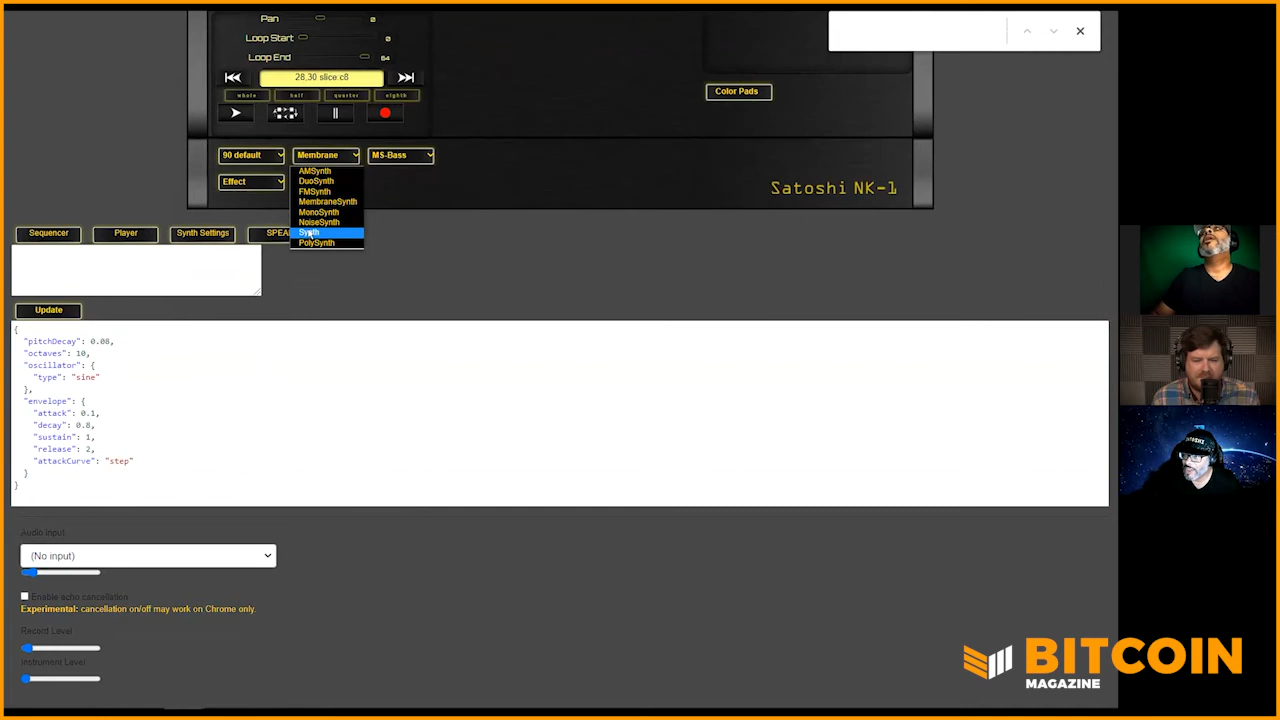 Pan 0
Loop Start 0
Loop End 64
28,30 slice:c8
whole half quarter eighth
Color Pads
90 default Membrane MS-Bass
AMSynth
DuoSynth
FMSynth
MembraneSynth
MonoSynth
NoiseSynth
Synth
PolySynth
Effect
Satoshi NK-1
Sequencer Player Synth Settings
Update
{
"pitchDecay": 0.08,
"octaves": 10,
"oscillator": {
"type": "sine"
},
"envelope": {
"attack": 0.1,
"decay": 0.8,
"sustain": 1,
"release": 2,
"attackCurve": "step"
}
}
Audio input
(No input)
Enable echo cancellation
Experimental: cancellation on/off may work on Chrome only.
Record Level
Instrument Level
BITCOIN
MAGAZINE